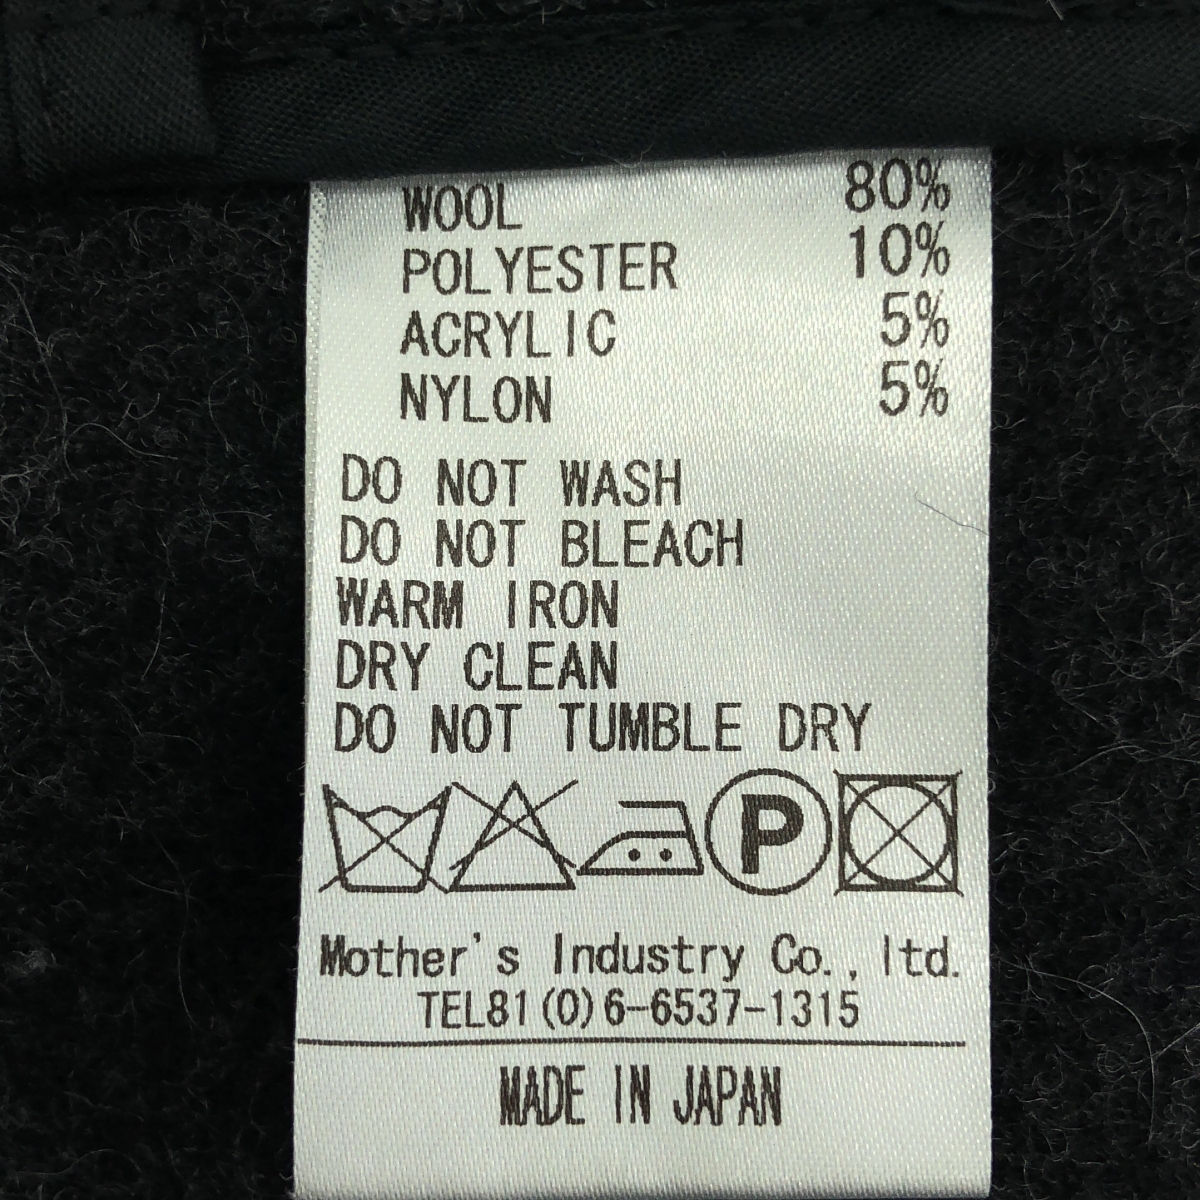 WOOL 80%
POLYESTER 10%
ACRYLIC 5%
NYLON 5%
DO NOT WASH
DO NOT BLEACH
WARM IRON
DRY CLEAN
DO NOT TUMBLE DRY
P
Mother's Industry Co., ltd.
TEL81(0)6-6537-1315
MADE IN JAPAN